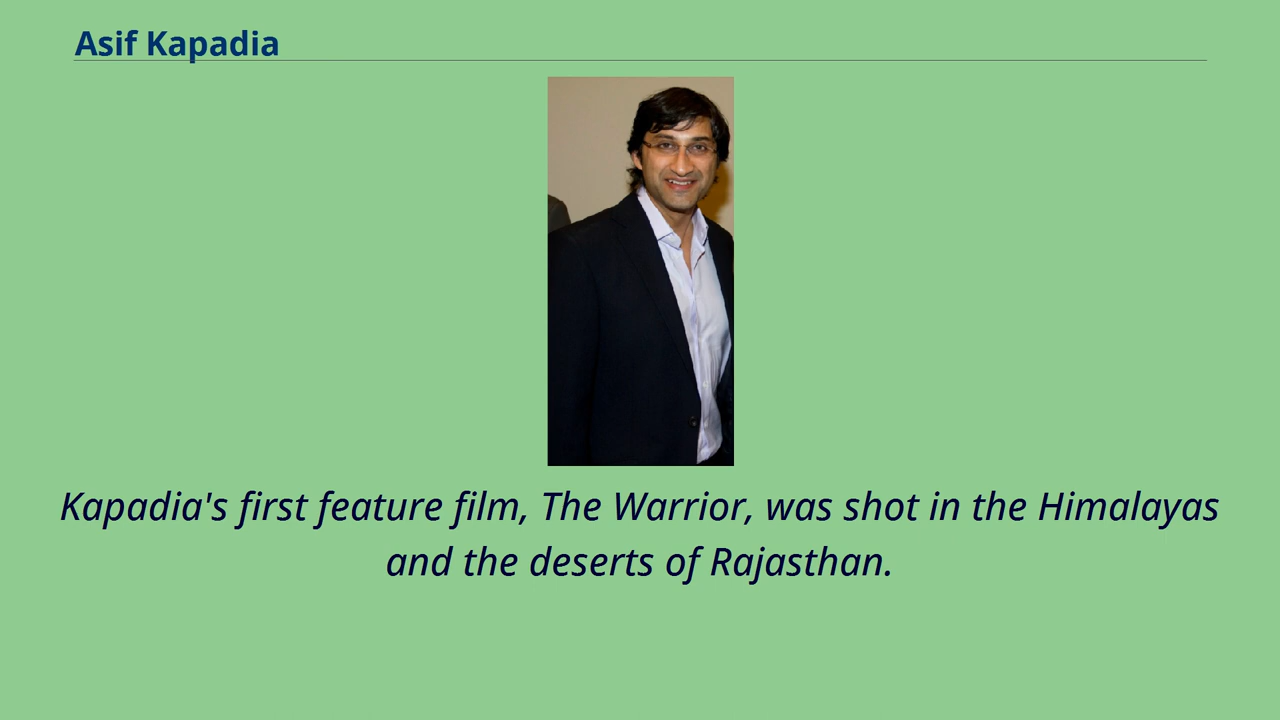 Asif Kapadia
Kapadia's first feature film, The Warrior, was shot in the Himalayas
and the deserts of Rajasthan.